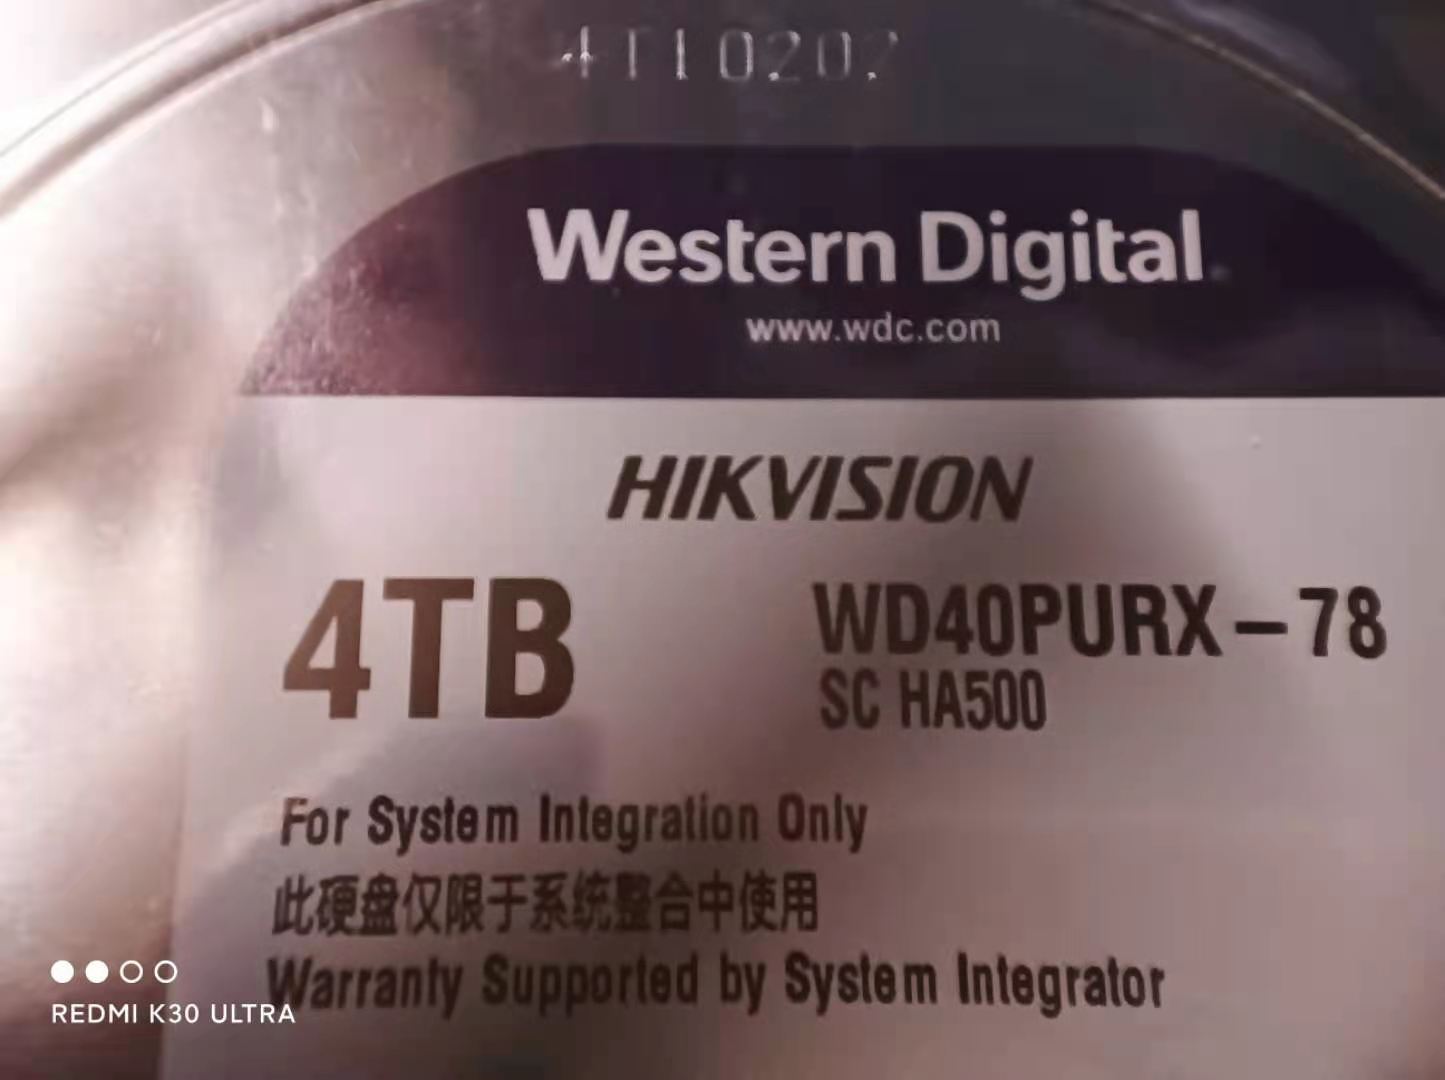 4T10202
Western Digital
www.wdc.com
HIKVISION
4TB
WD40PURX-78
SC HA500
For System Integration Only
此硬盘仅限于系统整合中使用
Warranty Supported by System Integrator
REDMI K30 ULTRA